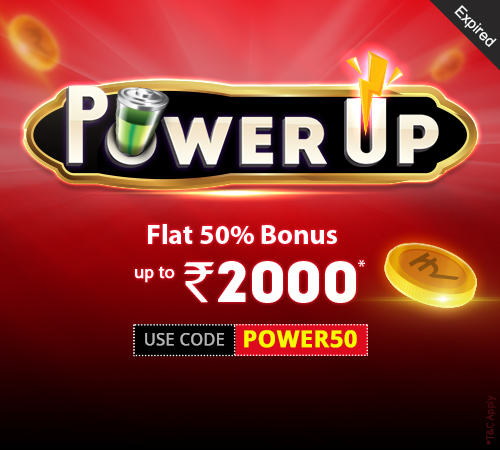 Expired
POWER UP
Flat 50% Bonus
up to ₹2000*
USE CODE POWER50
*T&C Apply